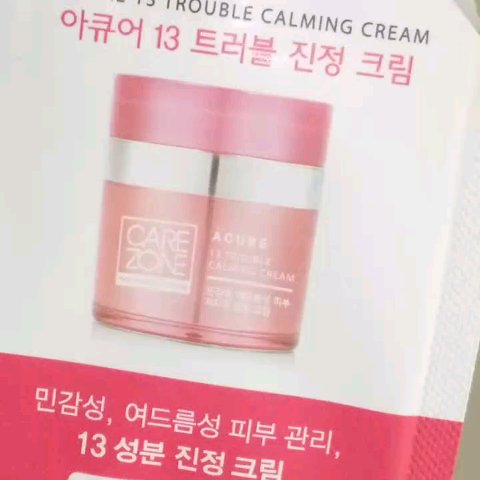 13 TROUBLE CALMING CREAM
아큐어 13 트러블 진정 크림
CARE
ZONE
ACURE
13 TROUBLE
CALMING CREAM
민감성, 여드름성 피부 관리,
13 성분 진정 크림